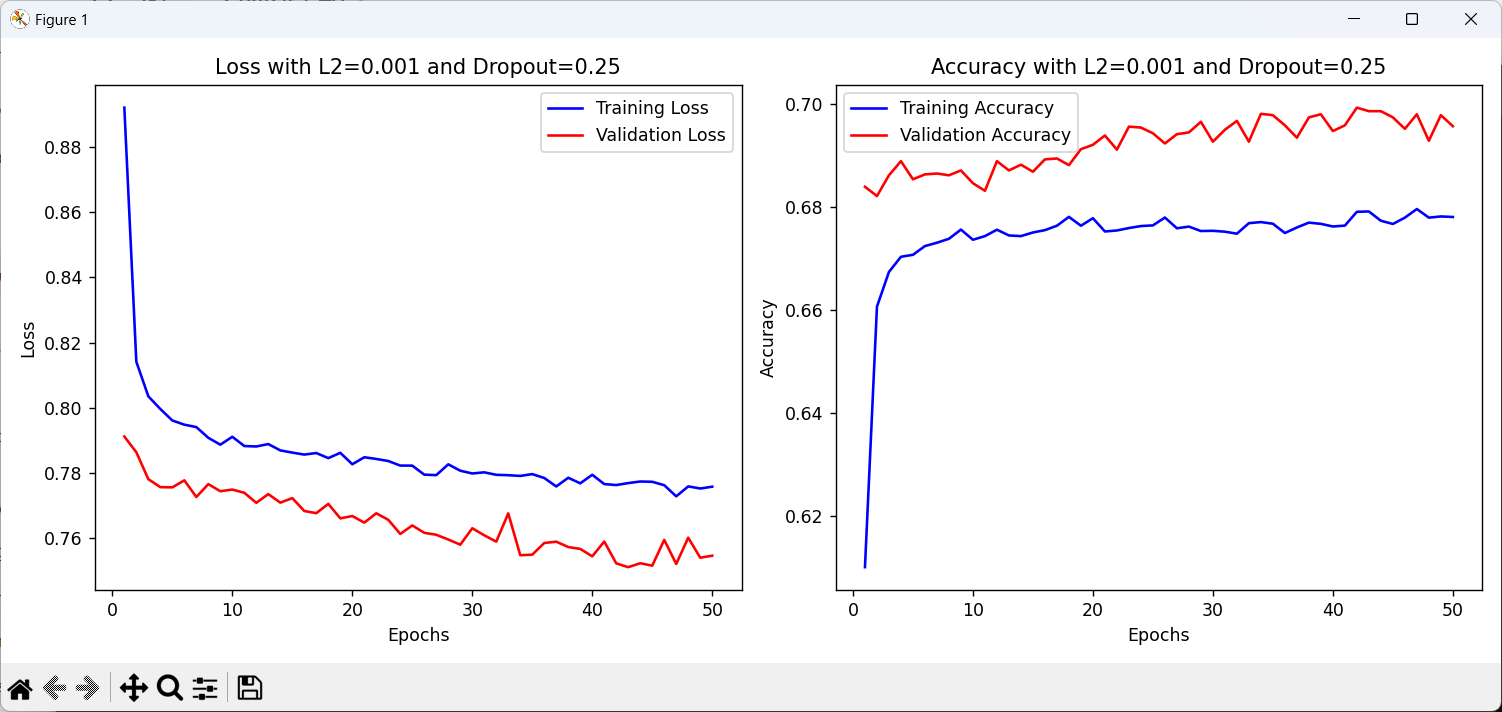 Figure 1
Loss with L2=0.001 and Dropout=0.25
Training Loss
Validation Loss
0.88
0.86
0.84
0.82
0.80
0.78
0.76
Loss
0 10 20 30 40 50
Epochs
Accuracy with L2=0.001 and Dropout=0.25
Training Accuracy
Validation Accuracy
0.70
0.68
0.66
0.64
0.62
Accuracy
0 10 20 30 40 50
Epochs